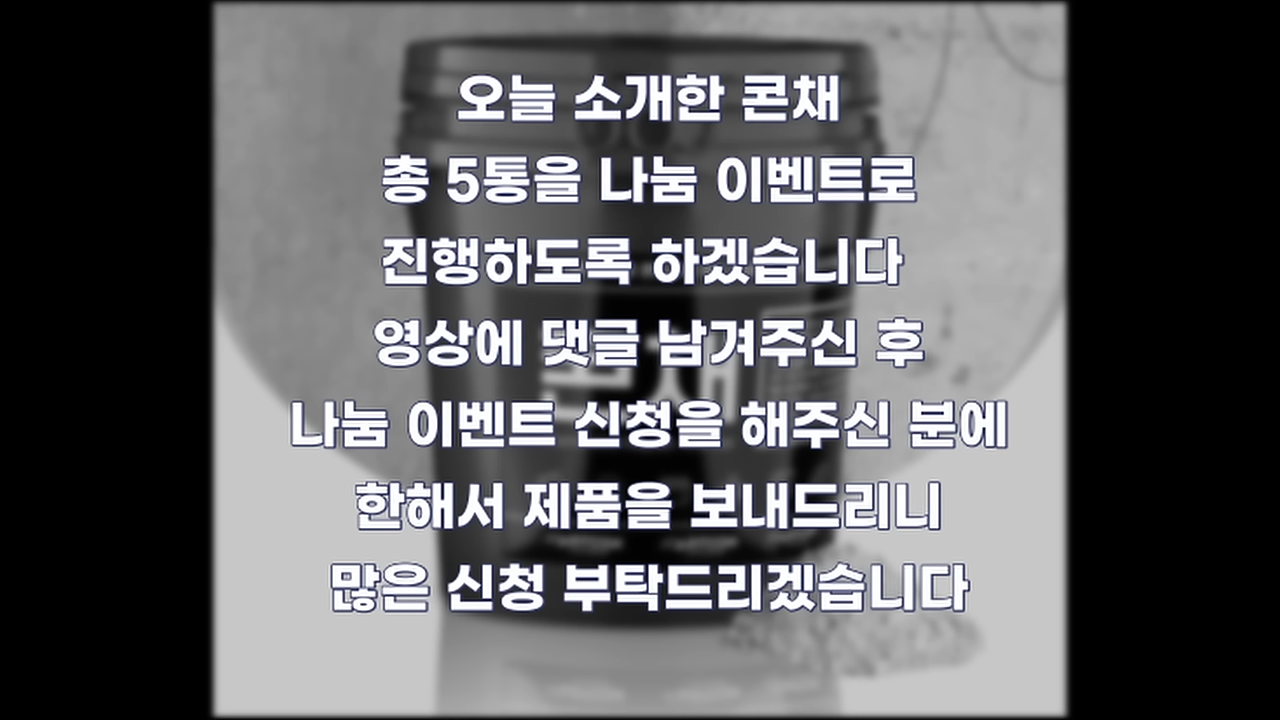 오늘 소개한 콘채
총 5통을 나눔 이벤트로
진행하도록 하겠습니다
영상에 댓글 남겨주신 후
나눔 이벤트 신청을 해주신 분에
한해서 제품을 보내드리니
많은 신청 부탁드리겠습니다